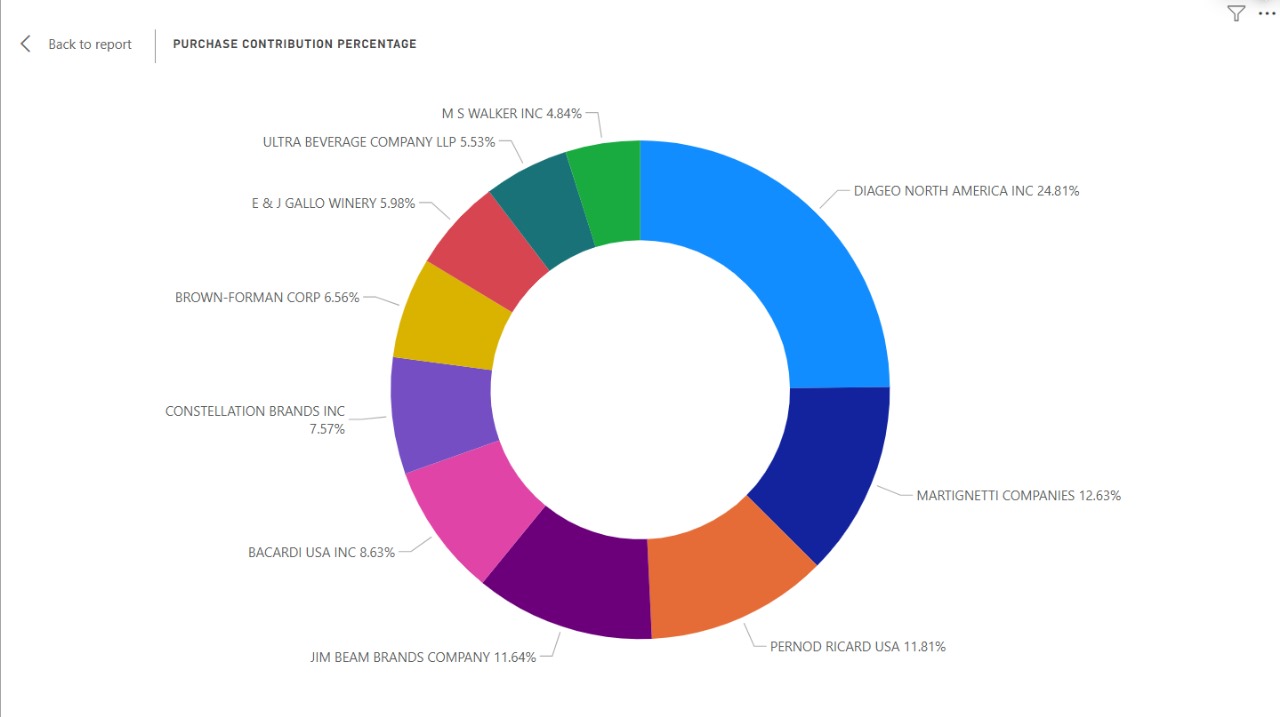 Back to report
PURCHASE CONTRIBUTION PERCENTAGE
M S WALKER INC 4.84%
ULTRA BEVERAGE COMPANY LLP 5.53%
DIAGEO NORTH AMERICA INC 24.81%
E & J GALLO WINERY 5.98%
BROWN-FORMAN CORP 6.56%
CONSTELLATION BRANDS INC
7.57%
MARTIGNETTI COMPANIES 12.63%
BACARDI USA INC 8.63%
PERNOD RICARD USA 11.81%
JIM BEAM BRANDS COMPANY 11.64%